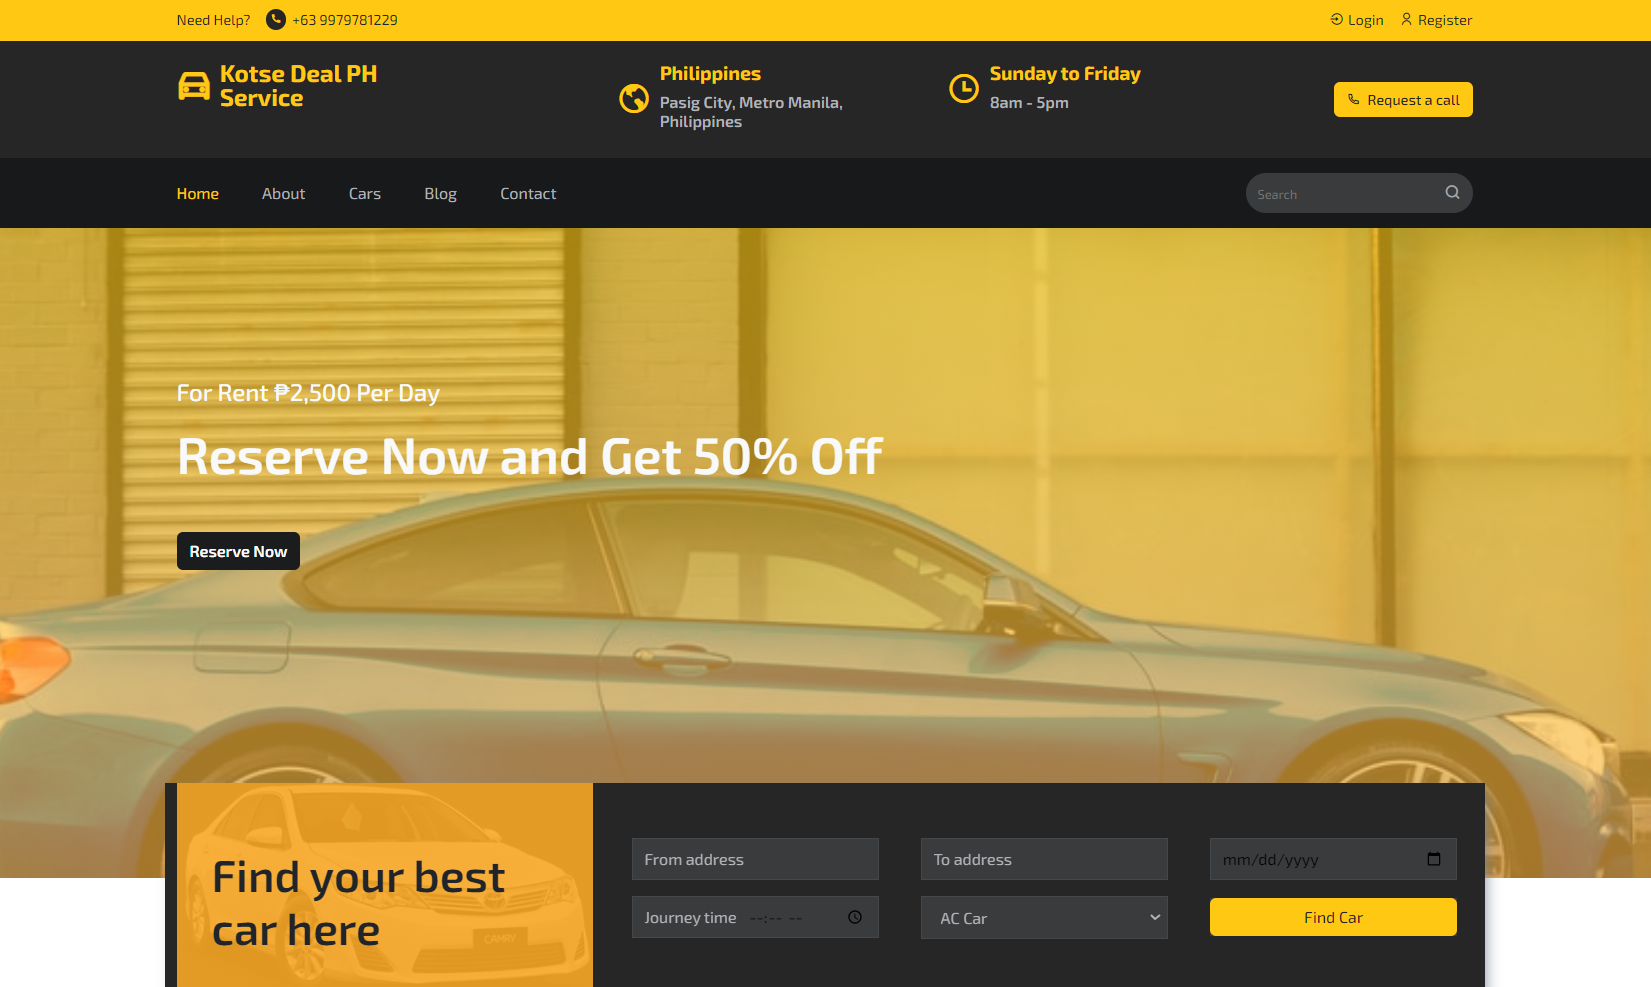 Need Help? +63 9979781229 Login Register
Kotse Deal PH
Service
Philippines
Pasig City, Metro Manila,
Philippines
Sunday to Friday
8am - 5pm
Request a call
Home About Cars Blog Contact Search
For Rent ₱2,500 Per Day
Reserve Now and Get 50% Off
Reserve Now
Find your best
car here
CAMRY
From address To address mm/dd/yyyy
Journey time --:-- -- AC Car Find Car